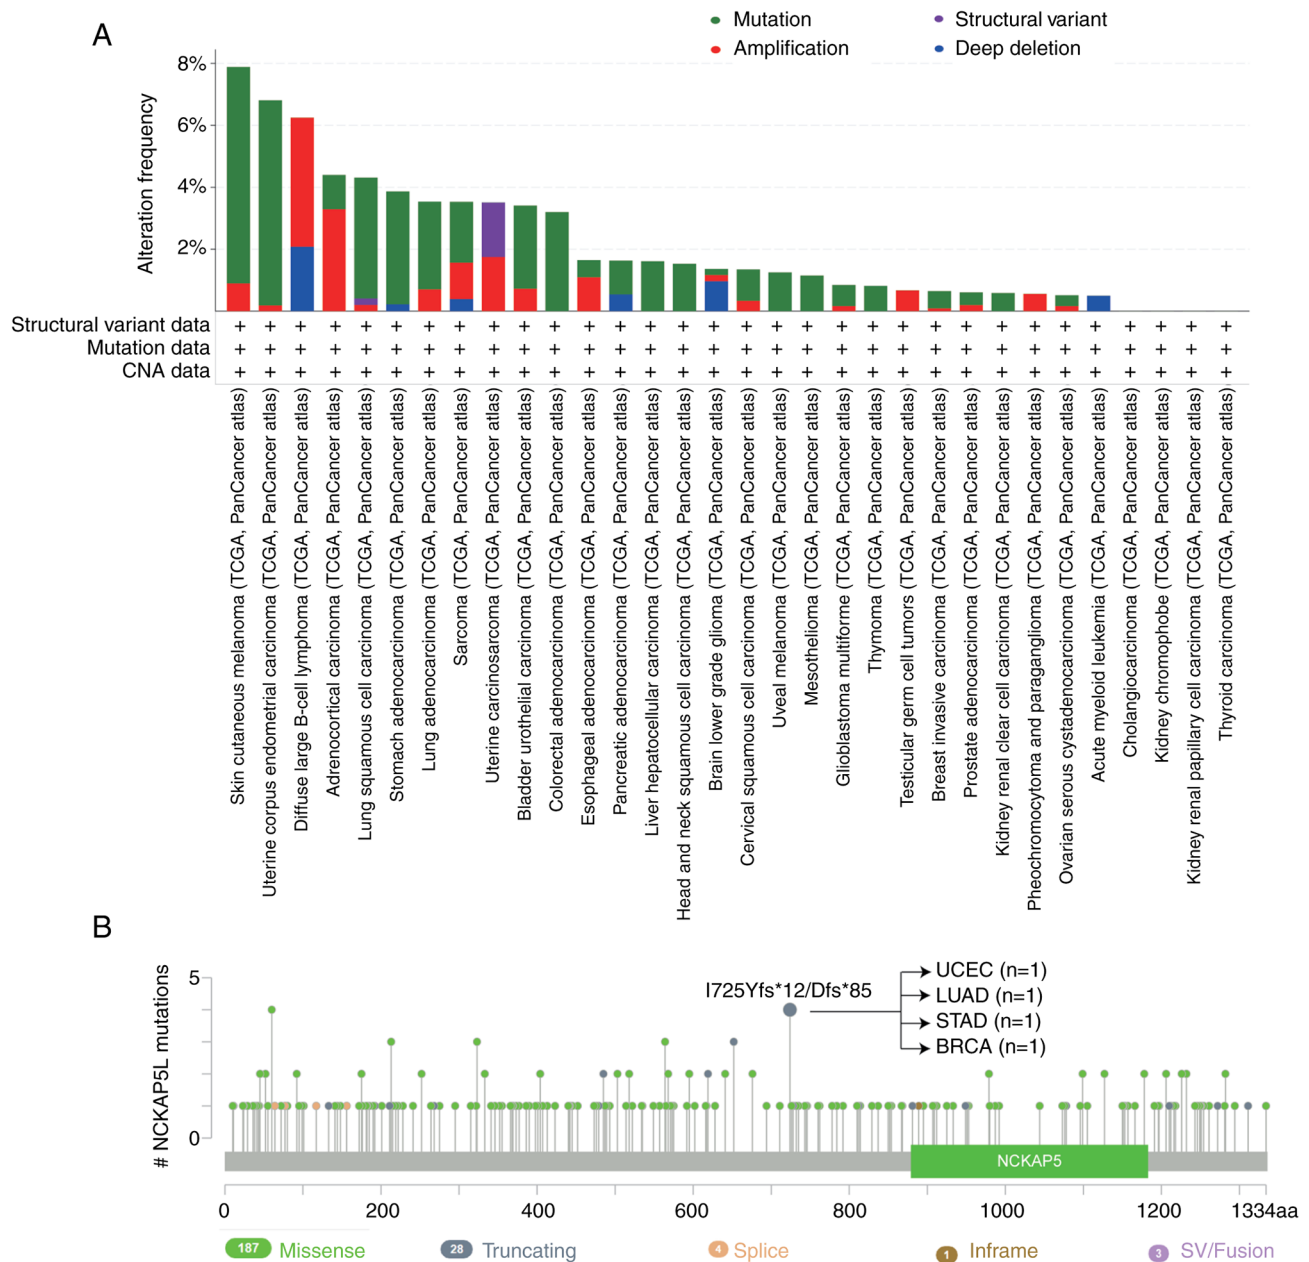 A
Mutation
Structural variant
Amplification
Deep deletion
Alteration frequency
8%
6%
4%
2%
Structural variant data + + + + + + + + + + + + + + + + + + + + + + + + + + + + + + + +
Mutation data + + + + + + + + + + + + + + + + + + + + + + + + + + + + + + + +
CNA data + + + + + + + + + + + + + + + + + + + + + + + + + + + + + + + +
Skin cutaneous melanoma (TCGA, PanCancer atlas)
Uterine corpus endometrial carcinoma (TCGA, PanCancer atlas)
Diffuse large B-cell lymphoma (TCGA, PanCancer atlas)
Adrenocortical carcinoma (TCGA, PanCancer atlas)
Lung squamous cell carcinoma (TCGA, PanCancer atlas)
Stomach adenocarcinoma (TCGA, PanCancer atlas)
Lung adenocarcinoma (TCGA, PanCancer atlas)
Sarcoma (TCGA, PanCancer atlas)
Uterine carcinosarcoma (TCGA, PanCancer atlas)
Bladder urothelial carcinoma (TCGA, PanCancer atlas)
Colorectal adenocarcinoma (TCGA, PanCancer atlas)
Esophageal adenocarcinoma (TCGA, PanCancer atlas)
Pancreatic adenocarcinoma (TCGA, PanCancer atlas)
Liver hepatocellular carcinoma (TCGA, PanCancer atlas)
Head and neck squamous cell carcinoma (TCGA, PanCancer atlas)
Brain lower grade glioma (TCGA, PanCancer atlas)
Cervical squamous cell carcinoma (TCGA, PanCancer atlas)
Uveal melanoma (TCGA, PanCancer atlas)
Mesothelioma (TCGA, PanCancer atlas)
Glioblastoma multiforme (TCGA, PanCancer atlas)
Thymoma (TCGA, PanCancer atlas)
Testicular germ cell tumors (TCGA, PanCancer atlas)
Breast invasive carcinoma (TCGA, PanCancer atlas)
Prostate adenocarcinoma (TCGA, PanCancer atlas)
Kidney renal clear cell carcinoma (TCGA, PanCancer atlas)
Pheochromocytoma and paraganglioma (TCGA, PanCancer atlas)
Ovarian serous cystadenocarcinoma (TCGA, PanCancer atlas)
Acute myeloid leukemia (TCGA, PanCancer atlas)
Cholangiocarcinoma (TCGA, PanCancer atlas)
Kidney chromophobe (TCGA, PanCancer atlas)
Kidney renal papillary cell carcinoma (TCGA, PanCancer atlas)
Thyroid carcinoma (TCGA, PanCancer atlas)
B
# NCKAP5L mutations
5
0
I725Yfs*12/Dfs*85
UCEC (n=1)
LUAD (n=1)
STAD (n=1)
BRCA (n=1)
NCKAP5
0 200 400 600 800 1000 1200 1334aa
187 Missense
28 Truncating
4 Splice
1 Inframe
3 SV/Fusion